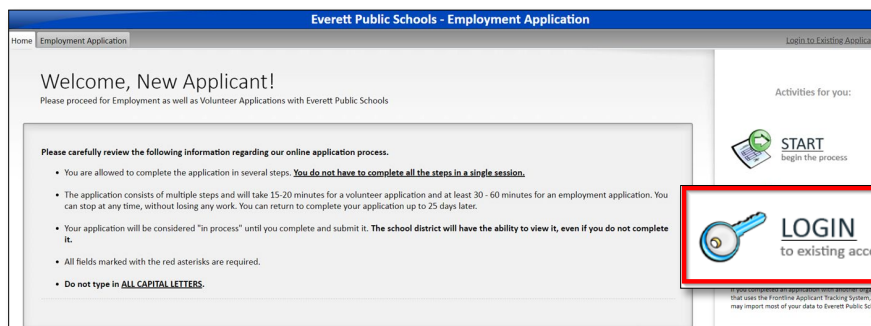 Everett Public Schools - Employment Application
Home Employment Application Login to Existing Applica
Welcome, New Applicant!
Please proceed for Employment as well as Volunteer Applications with Everett Public Schools
Activities for you:
START
begin the process
Please carefully review the following information regarding our online application process.
• You are allowed to complete the application in several steps. You do not have to complete all the steps in a single session.
• The application consists of multiple steps and will take 15-20 minutes for a volunteer application and at least 30 - 60 minutes for an employment application. You
can stop at any time, without losing any work. You can return to complete your application up to 25 days later.
• Your application will be considered "in process" until you complete and submit it. The school district will have the ability to view it, even if you do not complete
it.
• All fields marked with the red asterisks are required.
• Do not type in ALL CAPITAL LETTERS.
LOGIN
to existing acco
If you completed an application with another orga
that uses the Frontline Applicant Tracking System,
may import most of your data to Everett Public Sc